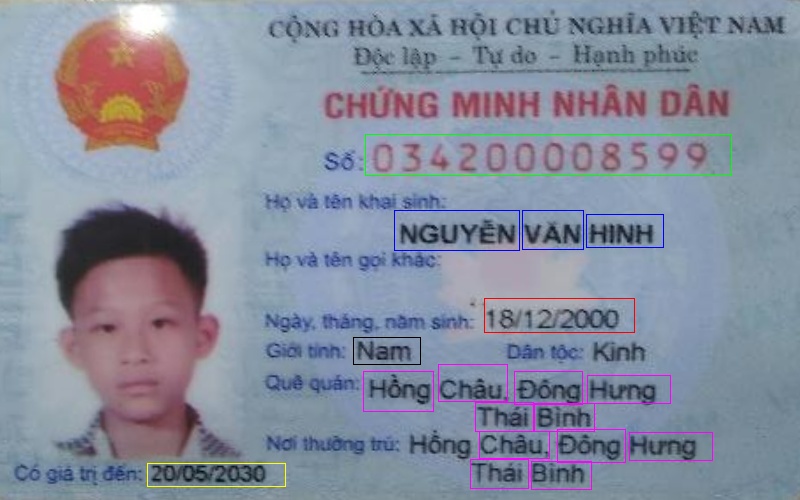 CỘNG HÒA XÃ HỘI CHỦ NGHĨA VIỆT NAM
Độc lập – Tự do – Hạnh phúc
CHỨNG MINH NHÂN DÂN
Số: 034200008599
Họ và tên khai sinh:
NGUYỄN VĂN HINH
Họ và tên gọi khác:
Ngày, tháng, năm sinh: 18/12/2000
Giới tính: Nam Dân tộc: Kinh
Quê quán: Hồng Châu, Đông Hưng
Thái Bình
Nơi thường trú: Hồng Châu, Đông Hưng
Thái Bình
Có giá trị đến: 20/05/2030